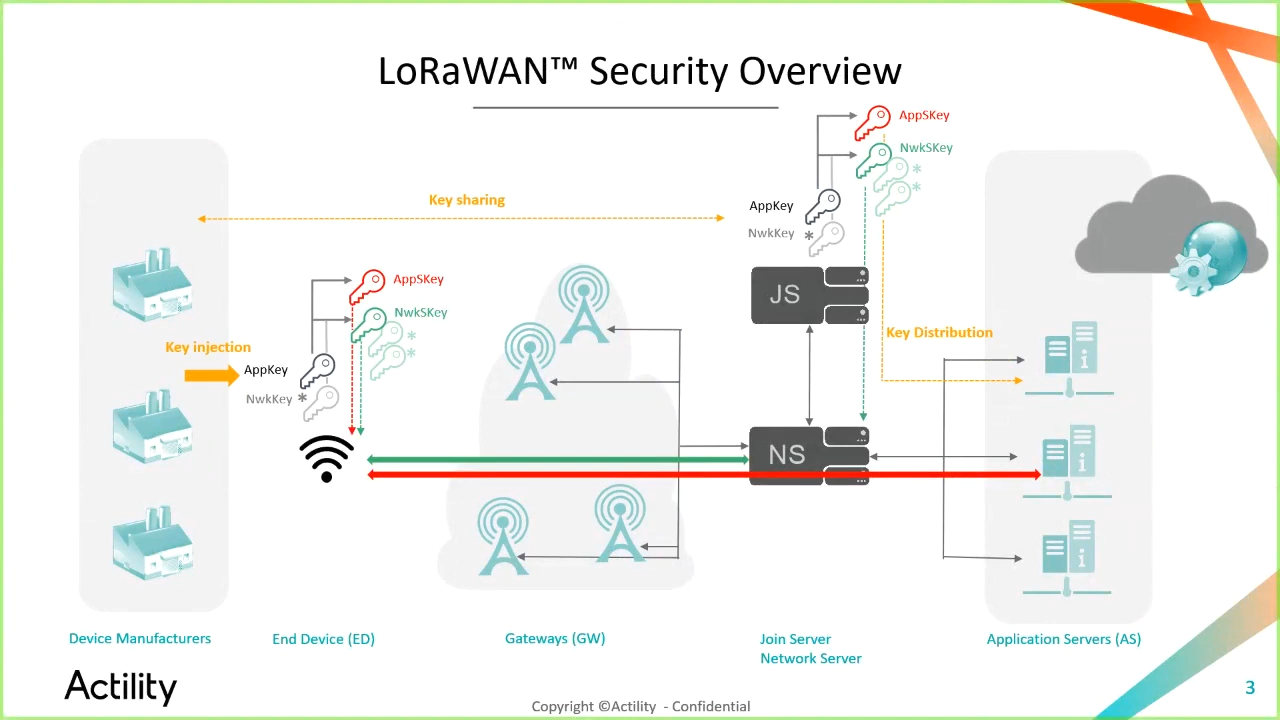 LoRaWAN™ Security Overview
AppSKey
NwkSKey
*
*
Key sharing
AppKey
NwkKey *
AppSKey
NwkSKey
*
*
JS
Key Distribution
Key injection
AppKey
NwkKey *
NS
i
i
i
Device Manufacturers
End Device (ED)
Gateways (GW)
Join Server
Network Server
Application Servers (AS)
Actility
Copyright ©Actility - Confidential
3